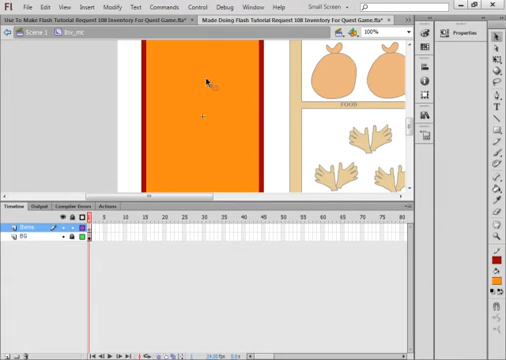 Fl File Edit View Insert Modify Text Commands Control Debug Window Help Small Screen
Use To Make Flash Tutorial Request 108 Inventory For Quest Game.fla* × Made Doing Flash Tutorial Request 108 Inventory For Quest Game.fla* ×
Scene 1 Inv_mc 100%
Properties
FOOD
Timeline Output Compiler Errors Actions
5 10 15 20 25 30 35 40 45 50 55 60 65 70 75 80
Items
BG
1 24.00 fps 0.0 s